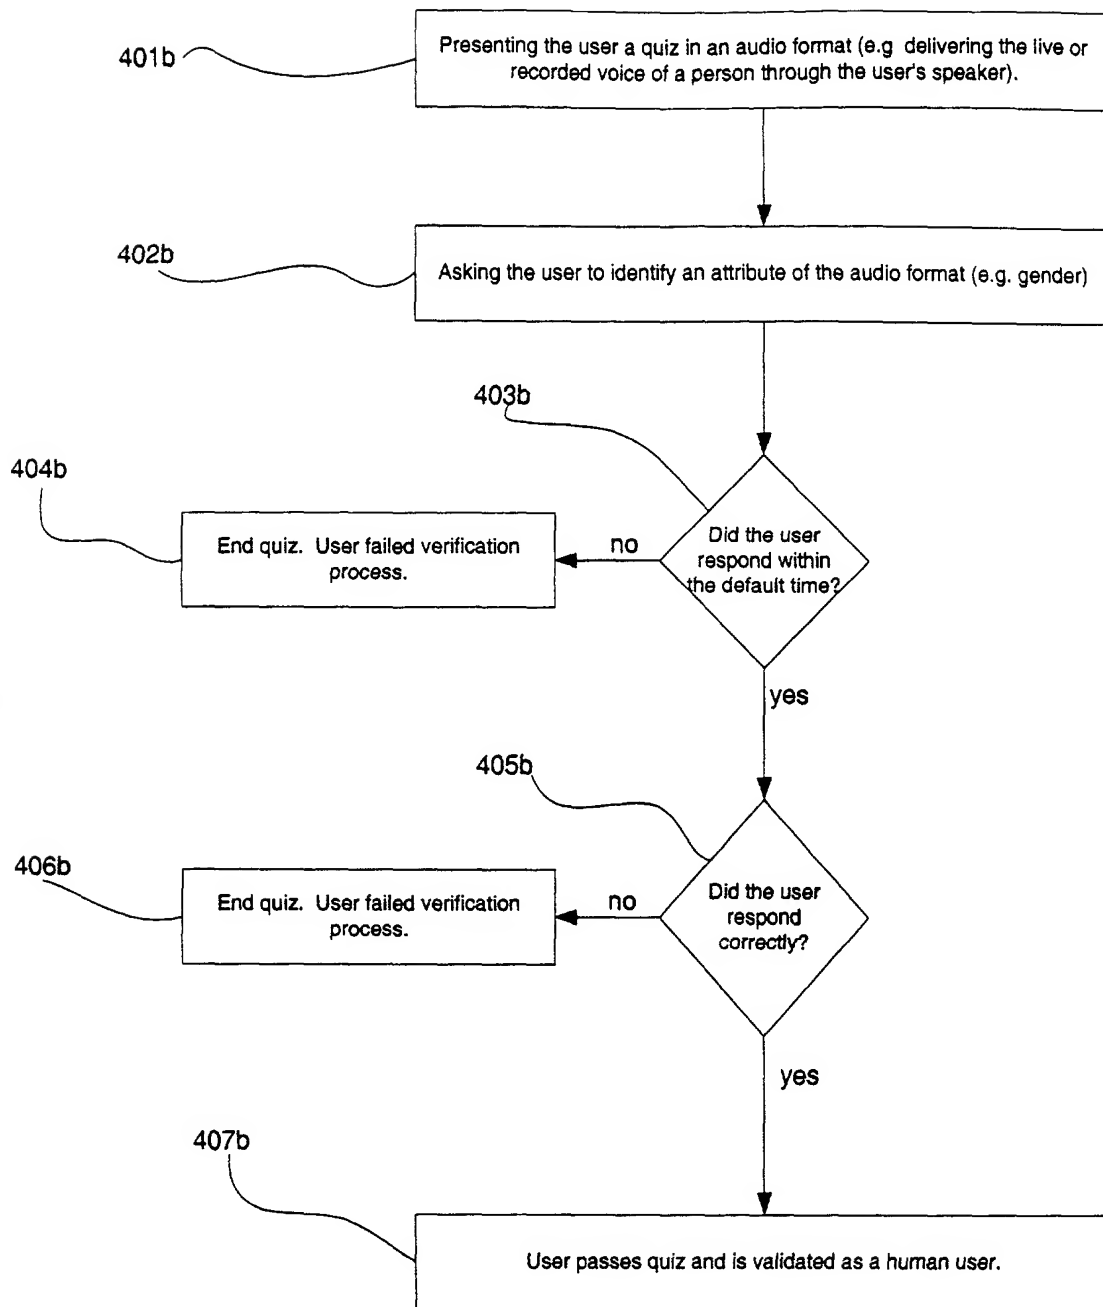 401b
Presenting the user a quiz in an audio format (e.g delivering the live or
recorded voice of a person through the user's speaker).
402b
Asking the user to identify an attribute of the audio format (e.g. gender)
403b
Did the user
respond within
the default time?
no
404b
End quiz. User failed verification
process.
yes
405b
Did the user
respond
correctly?
no
406b
End quiz. User failed verification
process.
yes
407b
User passes quiz and is validated as a human user.